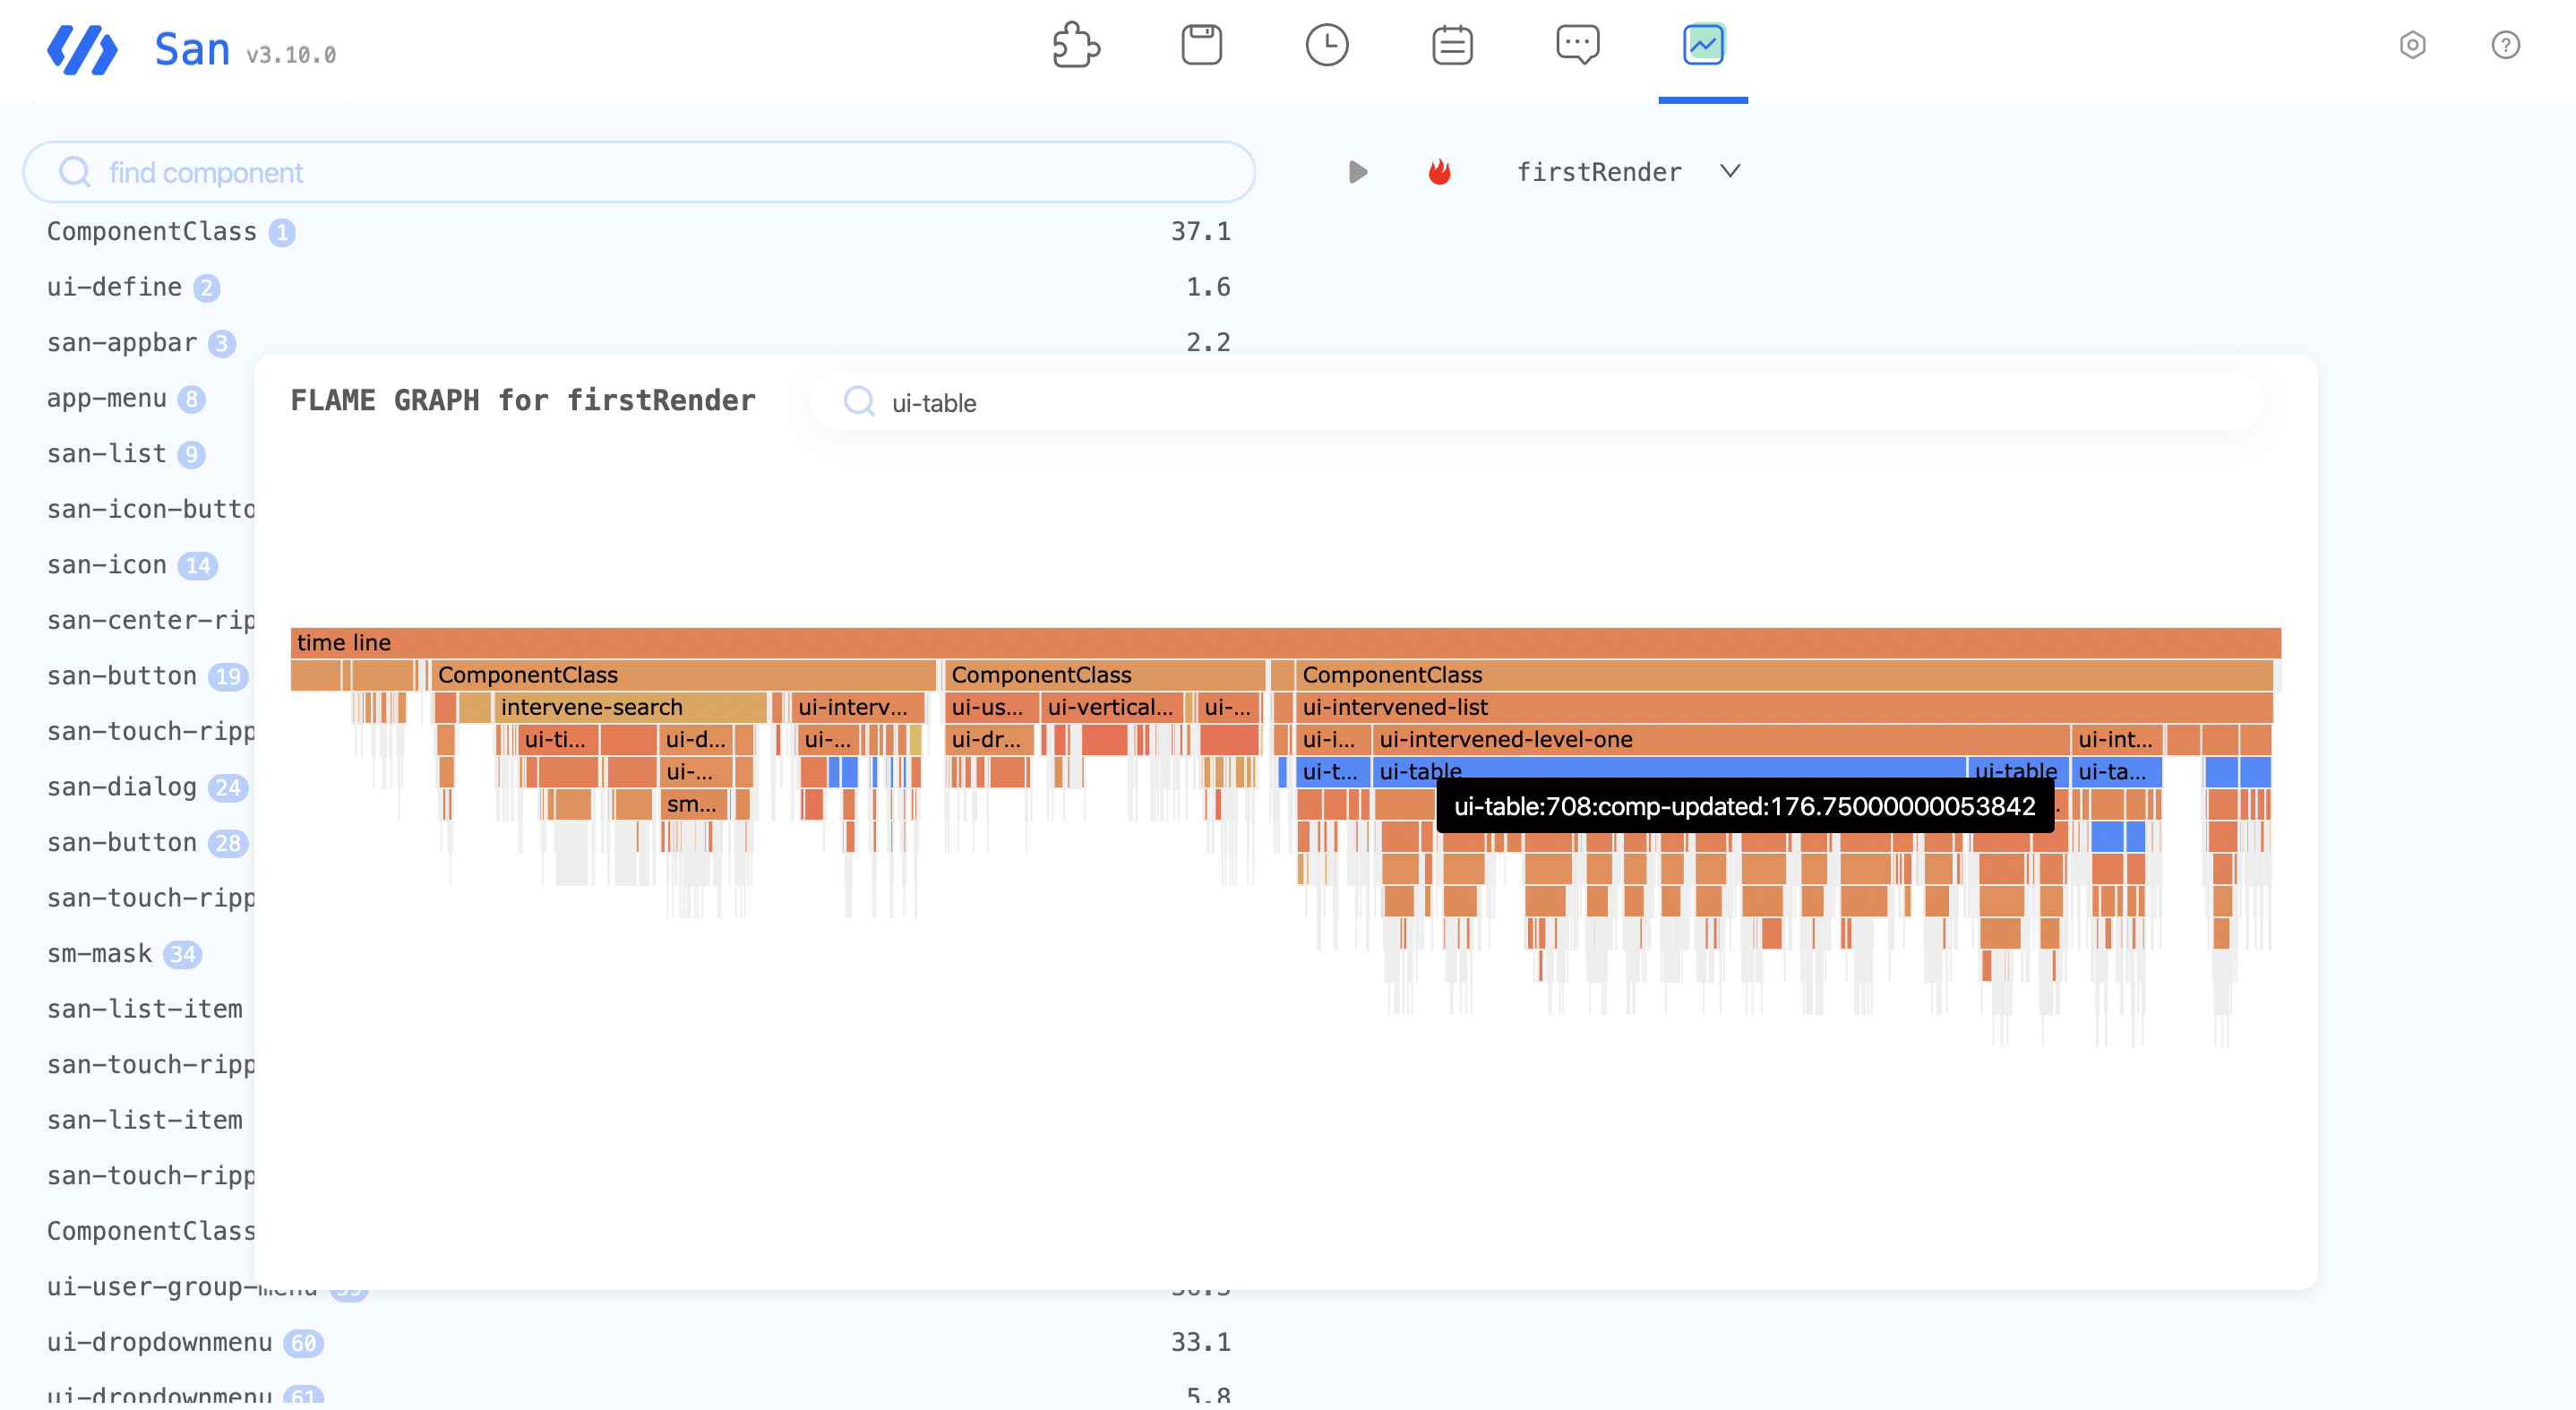 San v3.10.0
find component
firstRender
ComponentClass 1 37.1
ui-define 2 1.6
san-appbar 3 2.2
FLAME GRAPH for firstRender
ui-table
app-menu 8
san-list 9
san-icon-butto
san-icon 14
san-center-ripp
san-button 19
san-touch-ripp
san-dialog 24
san-button 28
san-touch-ripp
sm-mask 34
san-list-item
san-touch-ripp
san-list-item
san-touch-ripp
ComponentClass
ui-user-group-menu 59
ui-dropdownmenu 60 33.1
ui-dropdownmenu 61 5.8
time line
ComponentClass ComponentClass ComponentClass
intervene-search ui-interv... ui-us... ui-vertical... ui-... ui-intervened-list
ui-ti... ui-d... ui-... ui-dr... ui-i... ui-intervened-level-one ui-int...
ui-... ui-t... ui-table ui-table ui-ta...
sm...
ui-table:708:comp-updated:176.75000000053842